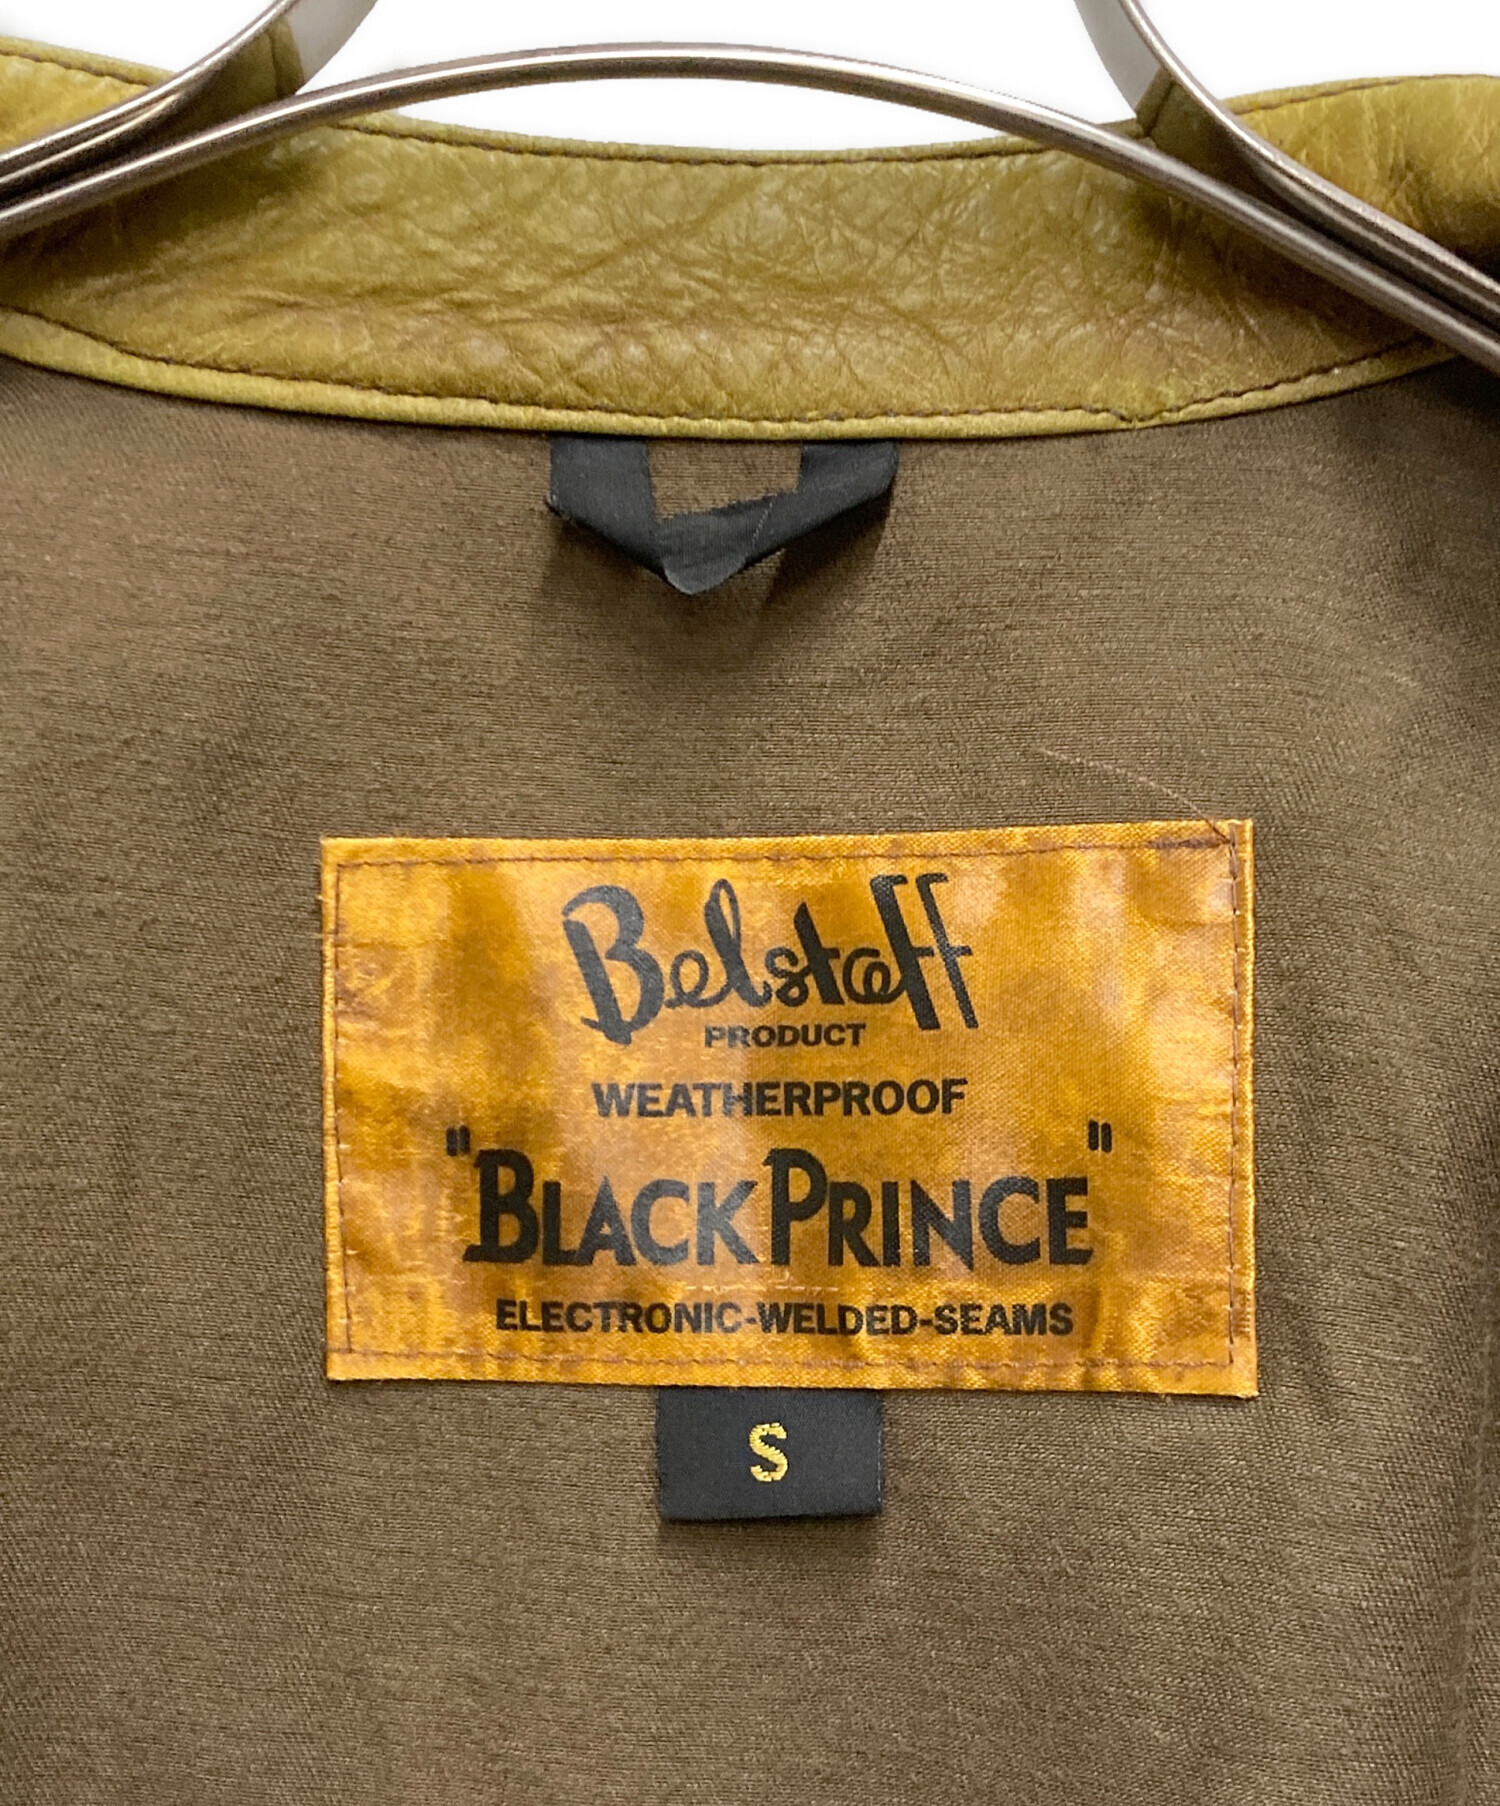 Belstaff
PRODUCT
WEATHERPROOF
"BLACK PRINCE"
ELECTRONIC-WELDED-SEAMS
S